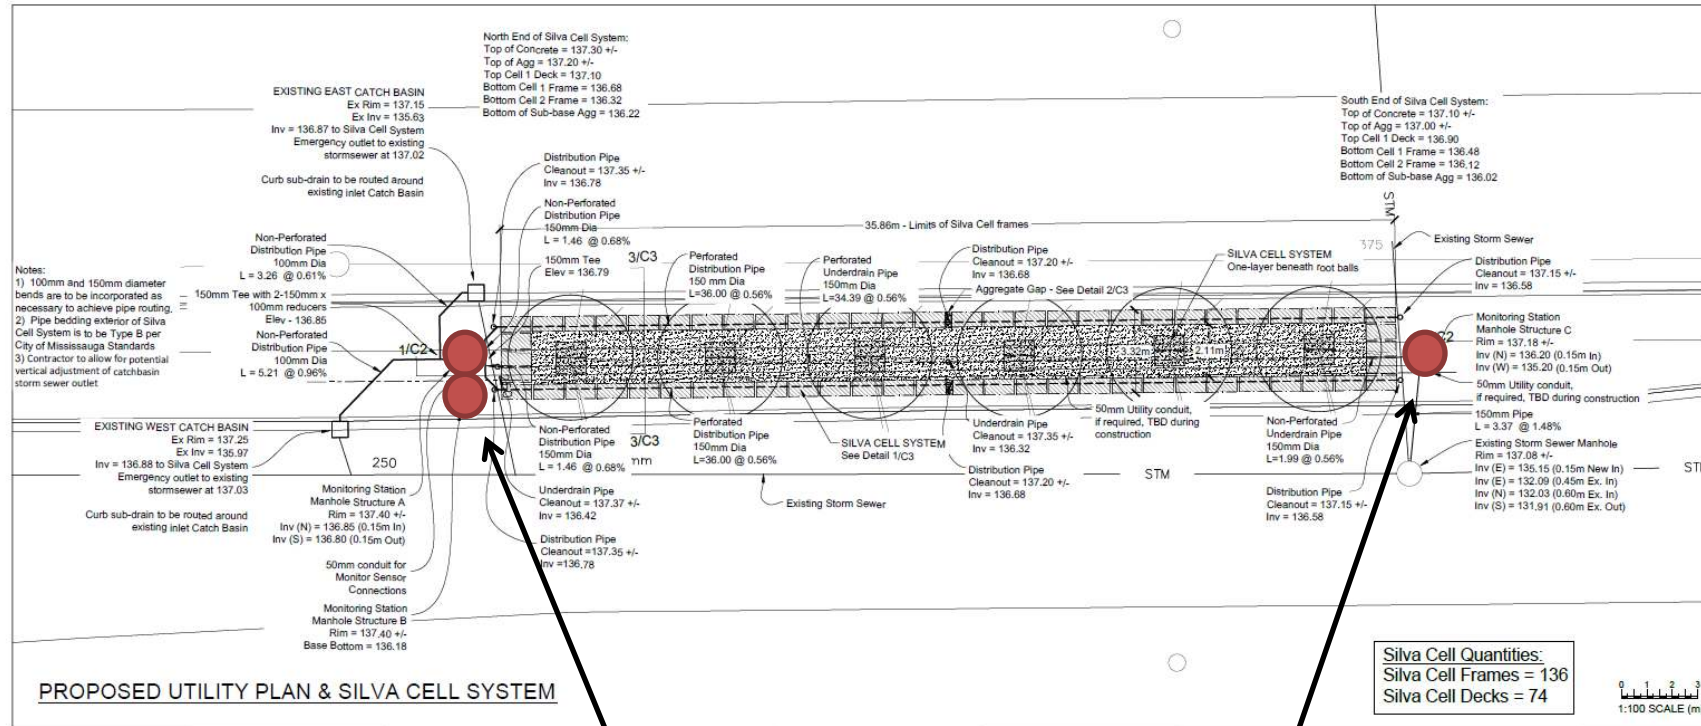 North End of Silva Cell System:
Top of Concrete = 137.30 +/-
Top of Agg = 137.20 +/-
Top Cell 1 Deck = 137.10
Bottom Cell 1 Frame = 136.68
Bottom Cell 2 Frame = 136.32
Bottom of Sub-base Agg = 136.22
EXISTING EAST CATCH BASIN
Ex Rim = 137.15
Ex Inv = 135.63
Inv = 136.87 to Silva Cell System
Emergency outlet to existing
stormsewer at 137.02
Curb sub-drain to be routed around
existing inlet Catch Basin
South End of Silva Cell System:
Top of Concrete = 137.10 +/-
Top of Agg = 137.00 +/-
Top Cell 1 Deck = 136.90
Bottom Cell 1 Frame = 136.48
Bottom Cell 2 Frame = 136.12
Bottom of Sub-base Agg = 136.02
STM
Distribution Pipe
Cleanout = 137.35 +/-
Inv = 136.78
Non-Perforated
Distribution Pipe
150mm Dia
L = 1.46 @ 0.68%
150mm Tee
Elev = 136.79
35.86m - Limits of Silva Cell frames
Non-Perforated
Distribution Pipe
100mm Dia
L = 3.26 @ 0.61%
Notes:
1) 100mm and 150mm diameter
bends are to be incorporated as
necessary to achieve pipe routing.
2) Pipe bedding exterior of Silva
Cell System is to be Type B per
City of Mississauga Standards
3) Contractor to allow for potential
vertical adjustment of catchbasin
storm sewer outlet
150mm Tee with 2-150mm x
100mm reducers
Elev - 136.85
Non-Perforated
Distribution Pipe
100mm Dia
L = 5.21 @ 0.96%
1/C2
3/C3
Perforated
Distribution Pipe
150 mm Dia
L=36.00 @ 0.56%
Perforated
Underdrain Pipe
150mm Dia
L=34.39 @ 0.56%
Distribution Pipe
Cleanout = 137.20 +/-
Inv = 136.68
Aggregate Gap - See Detail 2/C3
SILVA CELL SYSTEM
One-layer beneath root balls
375
Existing Storm Sewer
Distribution Pipe
Cleanout = 137.15 +/-
Inv = 136.58
3.32m
2.11m
C2
Monitoring Station
Manhole Structure C
Rim = 137.18 +/-
Inv (N) = 136.20 (0.15m In)
Inv (W) = 135.20 (0.15m Out)
50mm Utility conduit,
if required, TBD during construction
150mm Pipe
L = 3.37 @ 1.48%
Existing Storm Sewer Manhole
Rim = 137.08 +/-
Inv (E) = 135.15 (0.15m New In)
Inv (E) = 132.09 (0.45m Ex. In)
Inv (N) = 132.03 (0.60m Ex. In)
Inv (S) = 131.91 (0.60m Ex. Out)
EXISTING WEST CATCH BASIN
Ex Rim = 137.25
Ex Inv = 135.97
Inv = 136.88 to Silva Cell System
Emergency outlet to existing
stormsewer at 137.03
Curb sub-drain to be routed around
existing inlet Catch Basin
250
Monitoring Station
Manhole Structure A
Rim = 137.40 +/-
Inv (N) = 136.85 (0.15m In)
Inv (S) = 136.80 (0.15m Out)
50mm conduit for
Monitor Sensor
Connections
Monitoring Station
Manhole Structure B
Rim = 137.40 +/-
Base Bottom = 136.18
Non-Perforated
Distribution Pipe
150mm Dia
L = 1.46 @ 0.68%
3/C3
mm
Underdrain Pipe
Cleanout = 137.37 +/-
Inv = 136.42
Distribution Pipe
Cleanout =137.35 +/-
Inv =136.78
Perforated
Distribution Pipe
150mm Dia
L=36.00 @ 0.56%
SILVA CELL SYSTEM
See Detail 1/C3
Existing Storm Sewer
Underdrain Pipe
Cleanout = 137.35 +/-
Inv = 136.32
Distribution Pipe
Cleanout = 137.20 +/-
Inv = 136.68
50mm Utility conduit,
if required, TBD during
construction
STM
Non-Perforated
Underdrain Pipe
150mm Dia
L=1.99 @ 0.56%
Distribution Pipe
Cleanout = 137.15 +/-
Inv = 136.58
PROPOSED UTILITY PLAN & SILVA CELL SYSTEM
Silva Cell Quantities:
Silva Cell Frames = 136
Silva Cell Decks = 74
0 1 2 3
1:100 SCALE (m